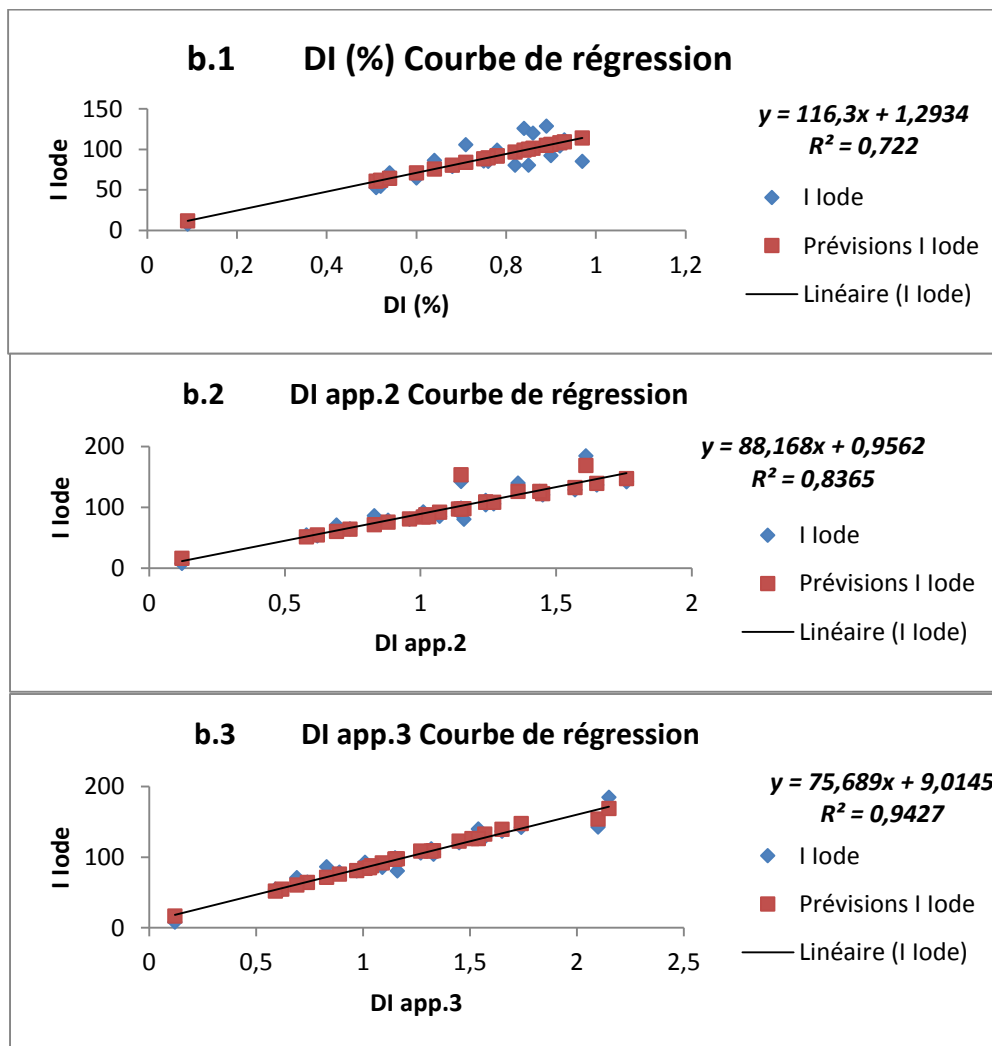 b.1 DI (%) Courbe de régression
150
100
50
0
I Iode
0 0,2 0,4 0,6 0,8 1 1,2
DI (%)
y = 116,3x + 1,2934
R² = 0,722
I Iode
Prévisions I Iode
Linéaire (I Iode)
b.2 DI app.2 Courbe de régression
200
100
0
I Iode
0 0,5 1 1,5 2
DI app.2
y = 88,168x + 0,9562
R² = 0,8365
I Iode
Prévisions I Iode
Linéaire (I Iode)
b.3 DI app.3 Courbe de régression
200
100
0
I Iode
0 0,5 1 1,5 2 2,5
DI app.3
y = 75,689x + 9,0145
R² = 0,9427
I Iode
Prévisions I Iode
Linéaire (I Iode)